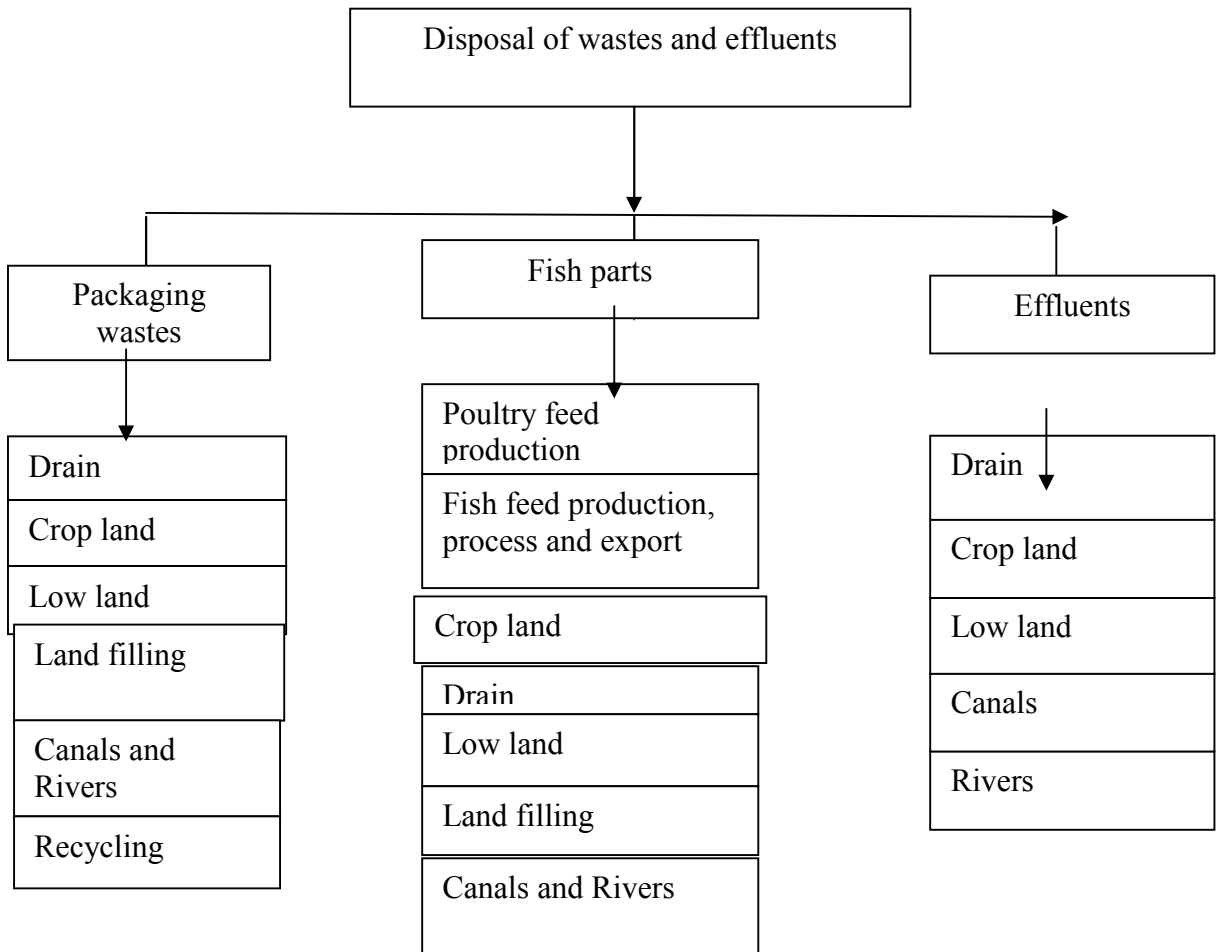 Disposal of wastes and effluents
Packaging
wastes
Fish parts
Effluents
Drain
Crop land
Low land
Land filling
Canals and
Rivers
Recycling
Poultry feed
production
Fish feed production,
process and export
Crop land
Drain
Low land
Land filling
Canals and Rivers
Drain
Crop land
Low land
Canals
Rivers